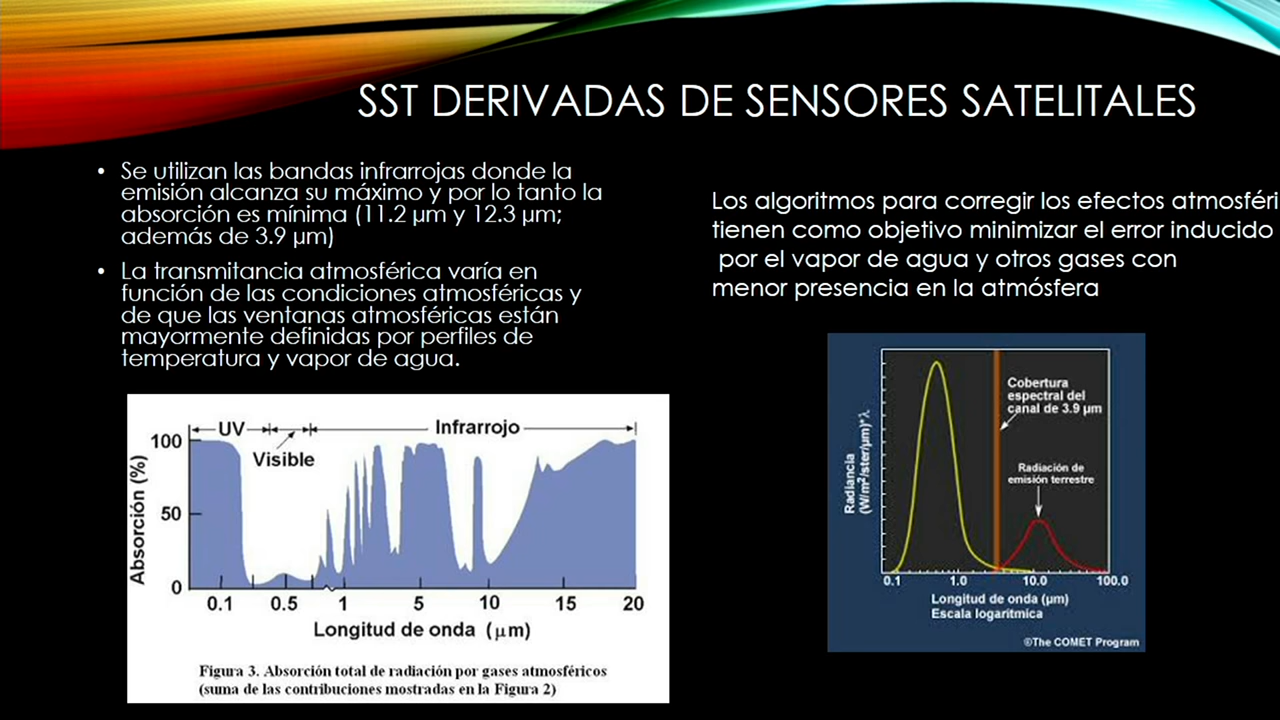 SST DERIVADAS DE SENSORES SATELITALES
• Se utilizan las bandas infrarrojas donde la
emisión alcanza su máximo y por lo tanto la
absorción es mínima (11.2 µm y 12.3 µm;
además de 3.9 µm)
• La transmitancia atmosférica varía en
función de las condiciones atmosféricas y
de que las ventanas atmosféricas están
mayormente definidas por perfiles de
temperatura y vapor de agua.
Los algoritmos para corregir los efectos atmosféri
tienen como objetivo minimizar el error inducido
por el vapor de agua y otros gases con
menor presencia en la atmósfera
UV
Infrarrojo
Visible
100
50
0
Absorción (%)
0.1 0.5 1 5 10 15 20
Longitud de onda (µm)
Figura 3. Absorción total de radiación por gases atmosféricos
(suma de las contribuciones mostradas en la Figura 2)
Cobertura
espectral del
canal de 3.9 µm
Radiación de
emisión terrestre
Radiancia
(W/m²/ster/µm)*λ
0.1 1.0 10.0 100.0
Longitud de onda (µm)
Escala logarítmica
©The COMET Program